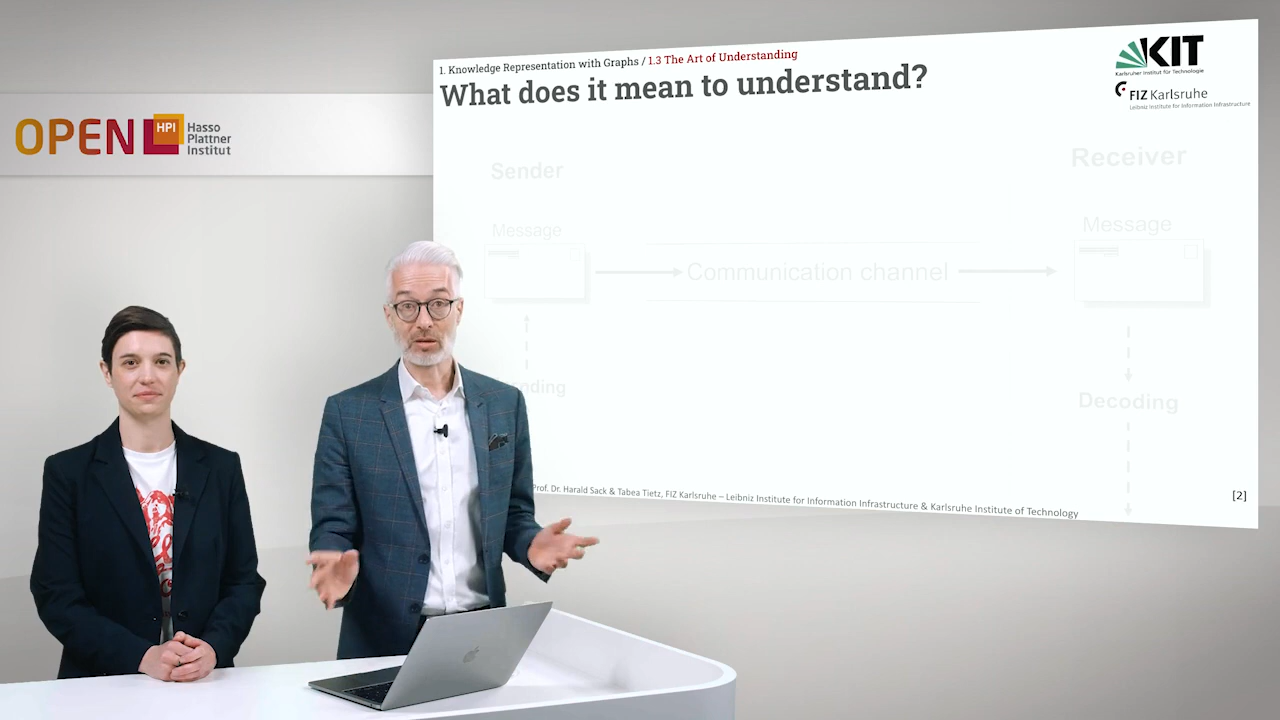 OPEN HPI Hasso
Plattner
Institut
1. Knowledge Representation with Graphs / 1.3 The Art of Understanding
What does it mean to understand?
KIT
Karlsruher Institut für Technologie
FIZ Karlsruhe
Leibniz Institute for Information Infrastructure
Sender
Receiver
Message
Message
Communication channel
Decoding
Prof. Dr. Harald Sack & Tabea Tietz, FIZ Karlsruhe – Leibniz Institute for Information Infrastructure & Karlsruhe Institute of Technology
[2]